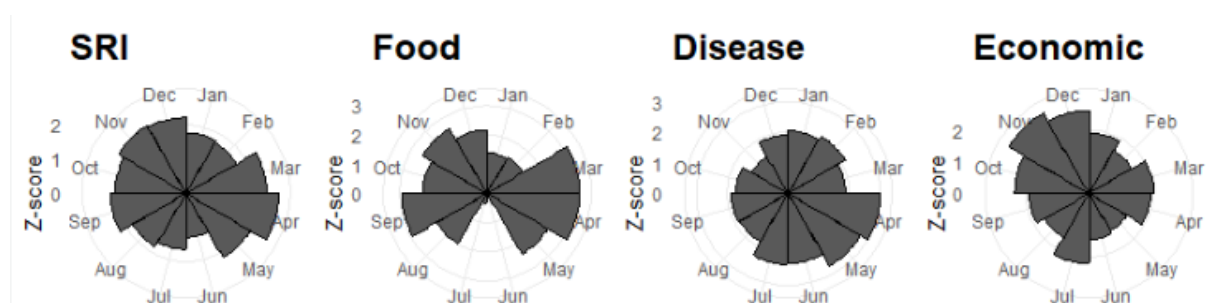 SRI
Z-score
2
1
0
Dec
Jan
Nov
Feb
Oct
Mar
Sep
Apr
Aug
May
Jul
Jun
Food
Z-score
3
2
1
0
Dec
Jan
Nov
Feb
Oct
Mar
Sep
Apr
Aug
May
Jul
Jun
Disease
Z-score
3
2
1
0
Dec
Jan
Nov
Feb
Oct
Mar
Sep
Apr
Aug
May
Jul
Jun
Economic
Z-score
2
1
0
Dec
Jan
Nov
Feb
Oct
Mar
Sep
Apr
Aug
May
Jul
Jun